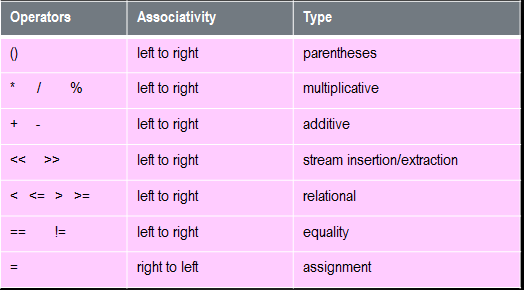 Operators Associativity Type
() left to right parentheses
* / % left to right multiplicative
+ - left to right additive
<< >> left to right stream insertion/extraction
< <= > >= left to right relational
== != left to right equality
= right to left assignment